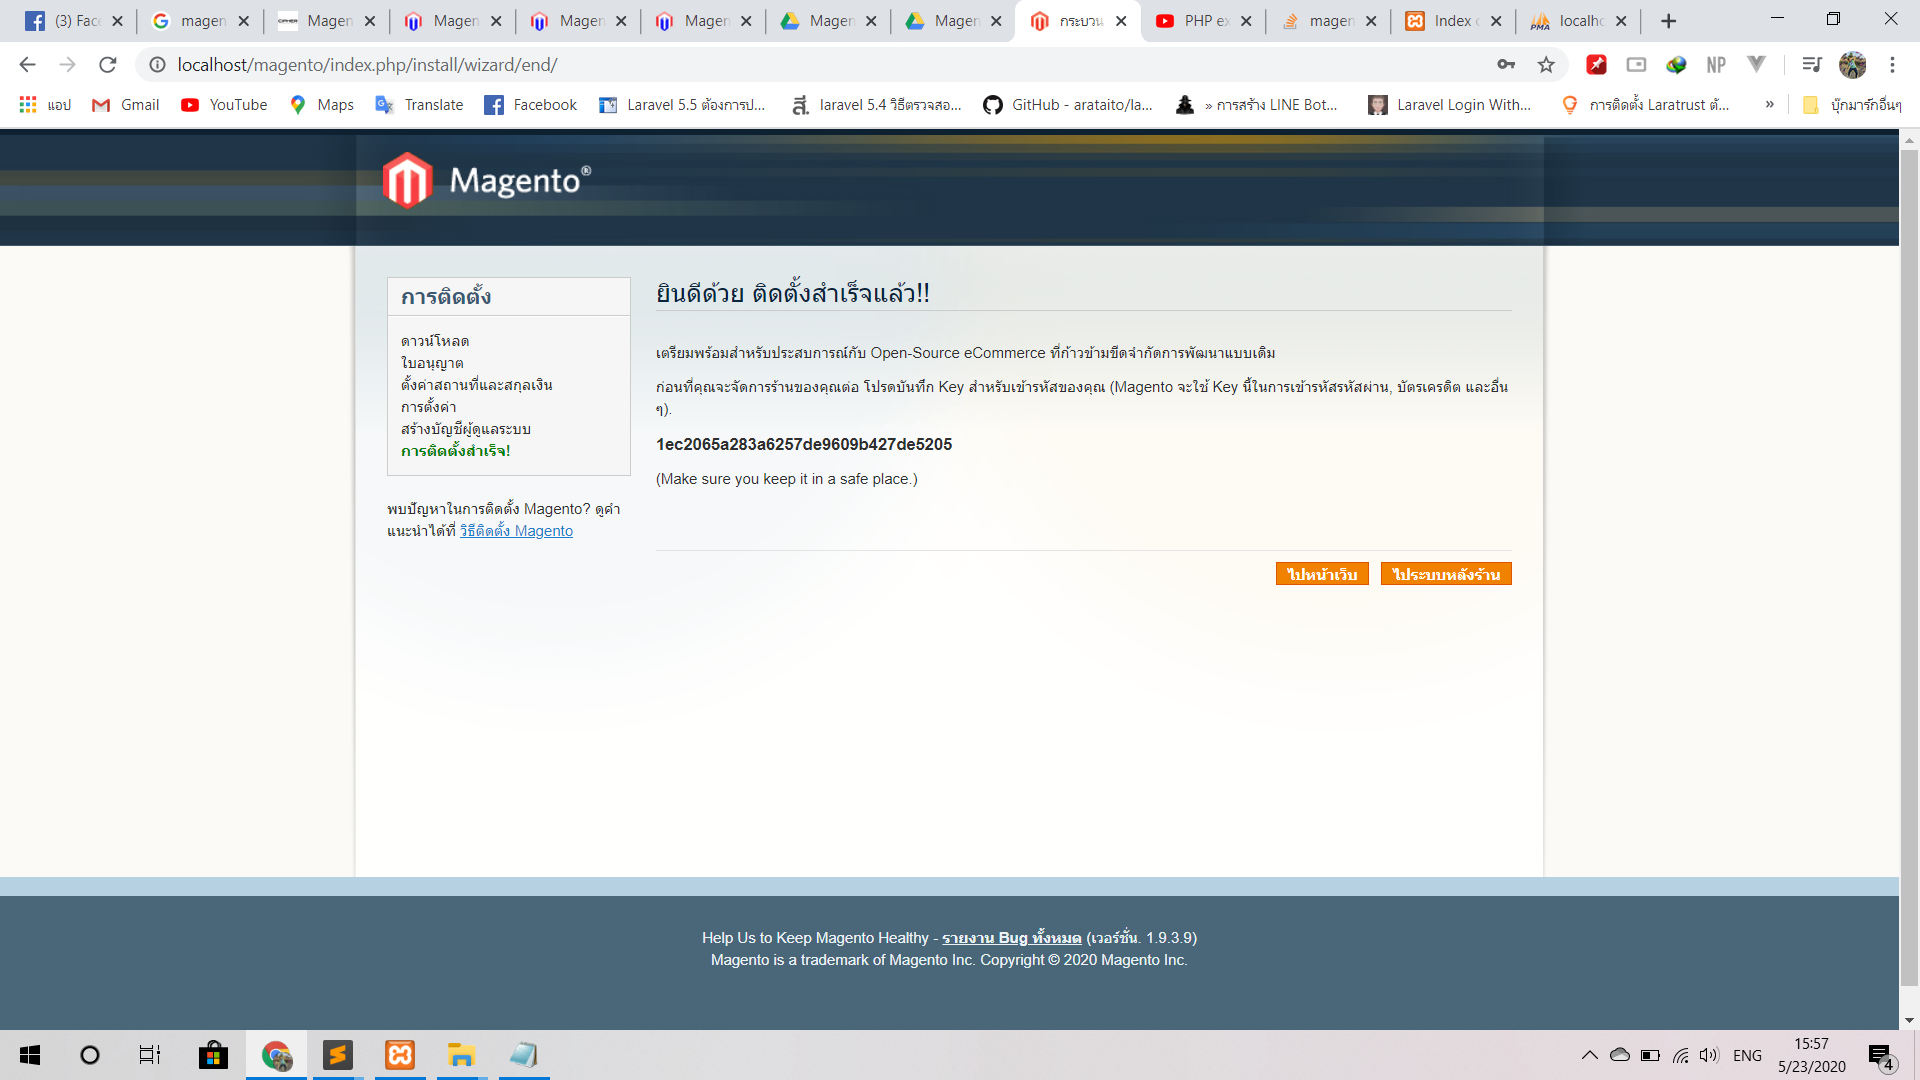 (3) Fac
magen
Magen
Magen
Magen
Magen
Magen
Magen
กระบวน
PHP ex
magen
Index c
localhc
localhost/magento/index.php/install/wizard/end/
แอป
Gmail
YouTube
Maps
Translate
Facebook
Laravel 5.5 ต้องการป...
laravel 5.4 วิธีตรวจสอ...
GitHub - arataito/la...
» การสร้าง LINE Bot...
Laravel Login With...
การติดตั้ง Laratrust ตั...
»
บุ๊กมาร์กอื่นๆ
Magento®
การติดตั้ง
ดาวน์โหลด
ใบอนุญาต
ตั้งค่าสถานที่และสกุลเงิน
การตั้งค่า
สร้างบัญชีผู้ดูแลระบบ
การติดตั้งสำเร็จ!
พบปัญหาในการติดตั้ง Magento? ดูคำ
แนะนำได้ที่ วิธีติดตั้ง Magento
ยินดีด้วย ติดตั้งสำเร็จแล้ว!!
เตรียมพร้อมสำหรับประสบการณ์กับ Open-Source eCommerce ที่ก้าวข้ามขีดจำกัดการพัฒนาแบบเดิม
ก่อนที่คุณจะจัดการร้านของคุณต่อ โปรดบันทึก Key สำหรับเข้ารหัสของคุณ (Magento จะใช้ Key นี้ในการเข้ารหัสรหัสผ่าน, บัตรเครดิต และอื่น
ๆ).
1ec2065a283a6257de9609b427de5205
(Make sure you keep it in a safe place.)
ไปหน้าเว็บ
ไประบบหลังร้าน
Help Us to Keep Magento Healthy - รายงาน Bug ทั้งหมด (เวอร์ชั่น. 1.9.3.9)
Magento is a trademark of Magento Inc. Copyright © 2020 Magento Inc.
ENG
15:57
5/23/2020
4